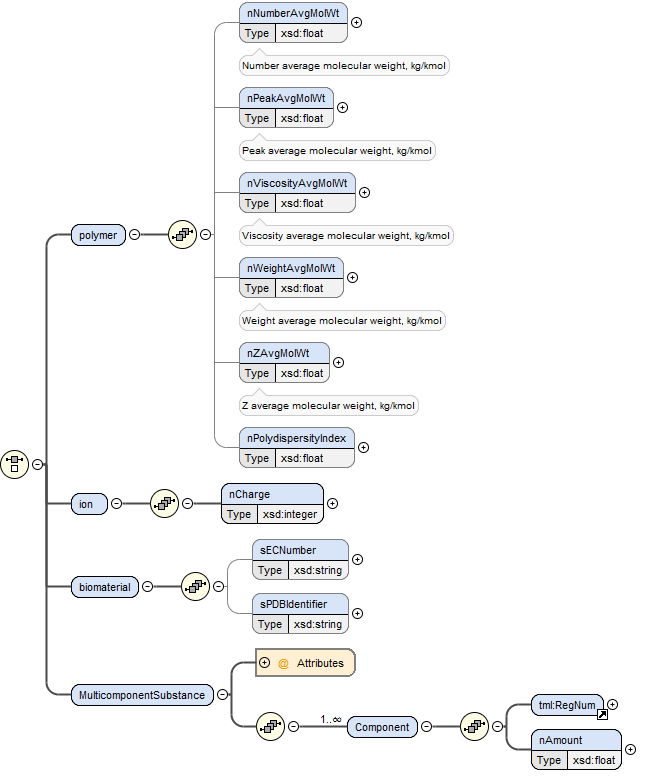 nNumberAvgMolWt
Type xsd:float
Number average molecular weight, kg/kmol
nPeakAvgMolWt
Type xsd:float
Peak average molecular weight, kg/kmol
nViscosityAvgMolWt
Type xsd:float
Viscosity average molecular weight, kg/kmol
polymer
nWeightAvgMolWt
Type xsd:float
Weight average molecular weight, kg/kmol
nZAvgMolWt
Type xsd:float
Z average molecular weight, kg/kmol
nPolydispersityIndex
Type xsd:float
ion
nCharge
Type xsd:integer
biomaterial
sECNumber
Type xsd:string
sPDBIdentifier
Type xsd:string
MulticomponentSubstance
@ Attributes
1..∞
Component
tml:RegNum
nAmount
Type xsd:float